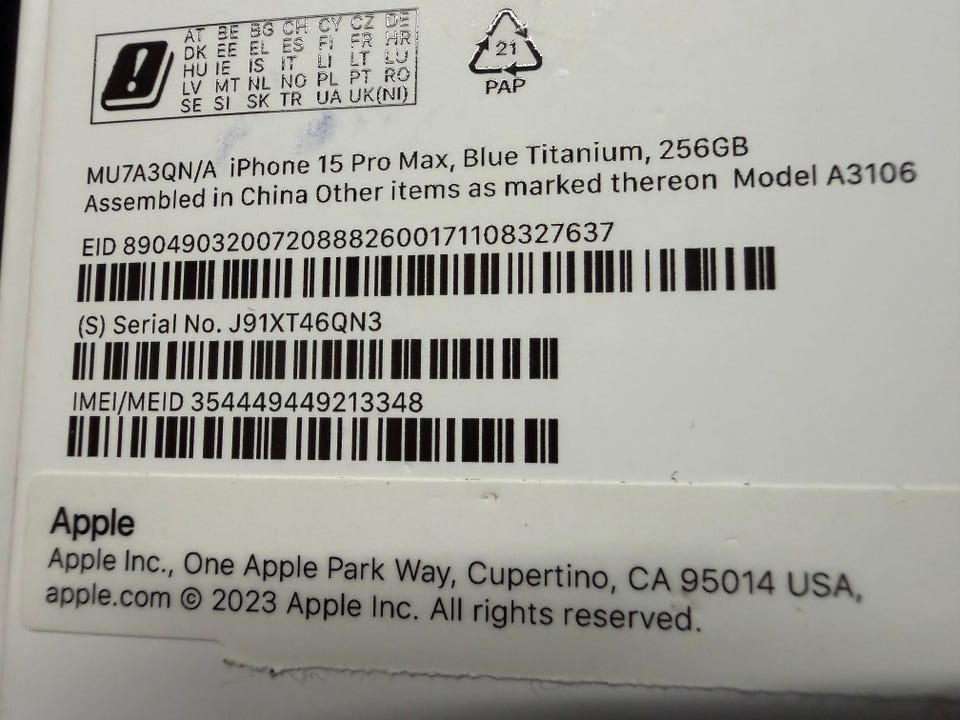 AT BE BG CH CY CZ DE
DK EE EL ES FI FR HR
HU IE IS IT LI LT LU
LV MT NL NO PL PT RO
SE SI SK TR UA UK(NI)
21
PAP
MU7A3QN/A iPhone 15 Pro Max, Blue Titanium, 256GB
Assembled in China Other items as marked thereon Model A3106
EID 89049032007208882600171108327637
(S) Serial No. J91XT46QN3
IMEI/MEID 354449449213348
Apple
Apple Inc., One Apple Park Way, Cupertino, CA 95014 USA,
apple.com © 2023 Apple Inc. All rights reserved.